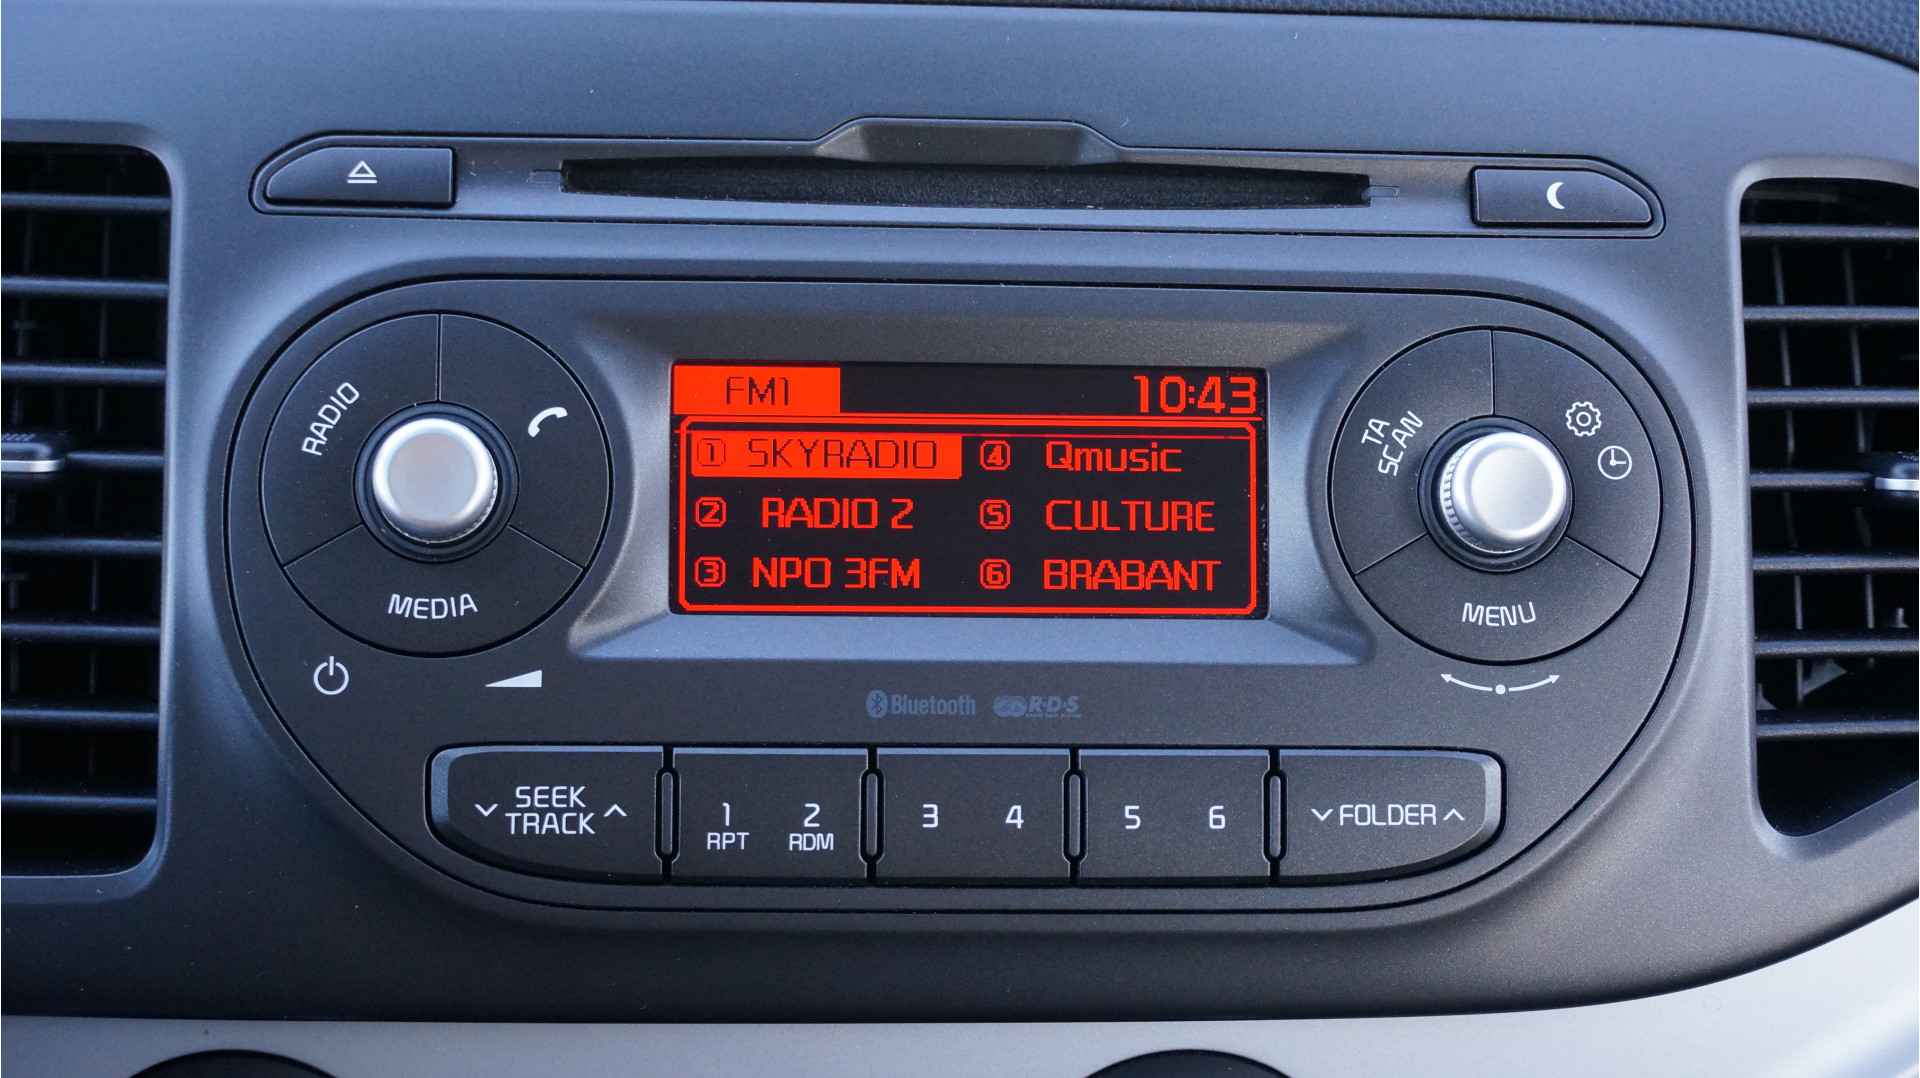 FM1 10:43
1 SKYRADIO 4 Qmusic
2 RADIO 2 5 CULTURE
3 NPO 3FM 6 BRABANT
RADIO
MEDIA
TA
SCAN
MENU
Bluetooth R·D·S
SEEK
TRACK
1 2 3 4 5 6
RPT RDM
FOLDER